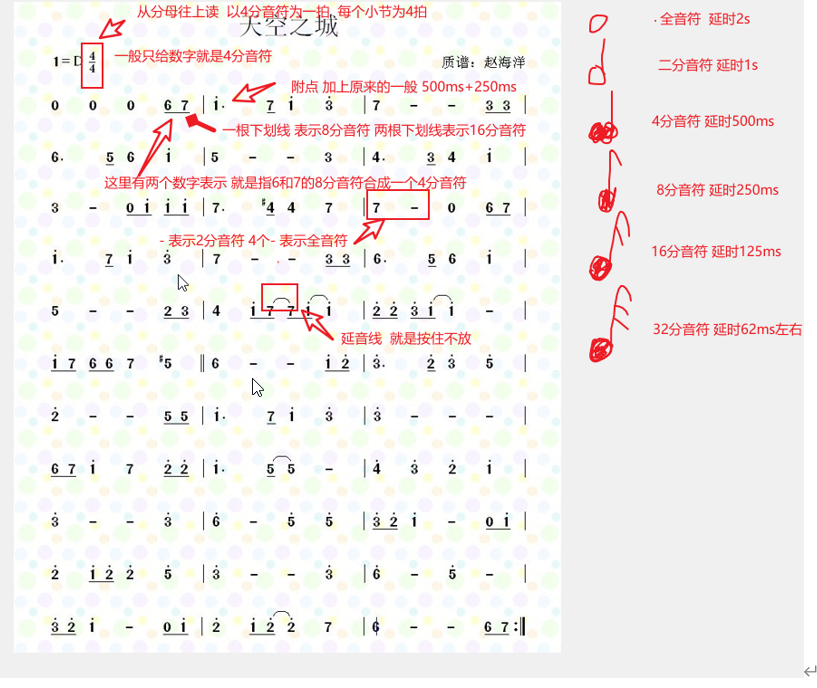 从分母往上读 以4分音符为一拍, 每个小节为4拍
天空之城
1=D 4/4 一般只给数字就是4分音符
质谱：赵海洋
附点 加上原来的一般 500ms+250ms
0 0 0 6 7 | i· 7 i 3 | 7 - - 3 3 |
一根下划线 表示8分音符 两根下划线表示16分音符
6· 5 6 i | 5 - - 3 | 4· 3 4 i |
这里有两个数字表示 就是指6和7的8分音符合成一个4分音符
3 - 0 i i i | 7· #4 4 7 | 7 - 0 6 7 |
- 表示2分音符 4个- 表示全音符
i· 7 i 3 | 7 - - 3 3 | 6· 5 6 i |
5 - - 2 3 | 4 i 7 7 i i | 2 2 3 i i - |
延音线 就是按住不放
i 7 6 6 7 #5 || 6 - - i 2 | 3· 2 3 5 |
2 - - 5 5 | i· 7 i 3 | 3 - - - |
6 7 i 7 2 2 | i· 5 5 - | 4 3 2 i |
3 - - 3 | 6 - 5 5 | 3 2 i - 0 i |
2 i 2 2 5 | 3 - - 3 | 6 - 5 - |
3 2 i - 0 i | 2 i 2 2 7 | 6 - - 6 7 :||
·全音符 延时2s
二分音符 延时1s
4分音符 延时500ms
8分音符 延时250ms
16分音符 延时125ms
32分音符 延时62ms左右